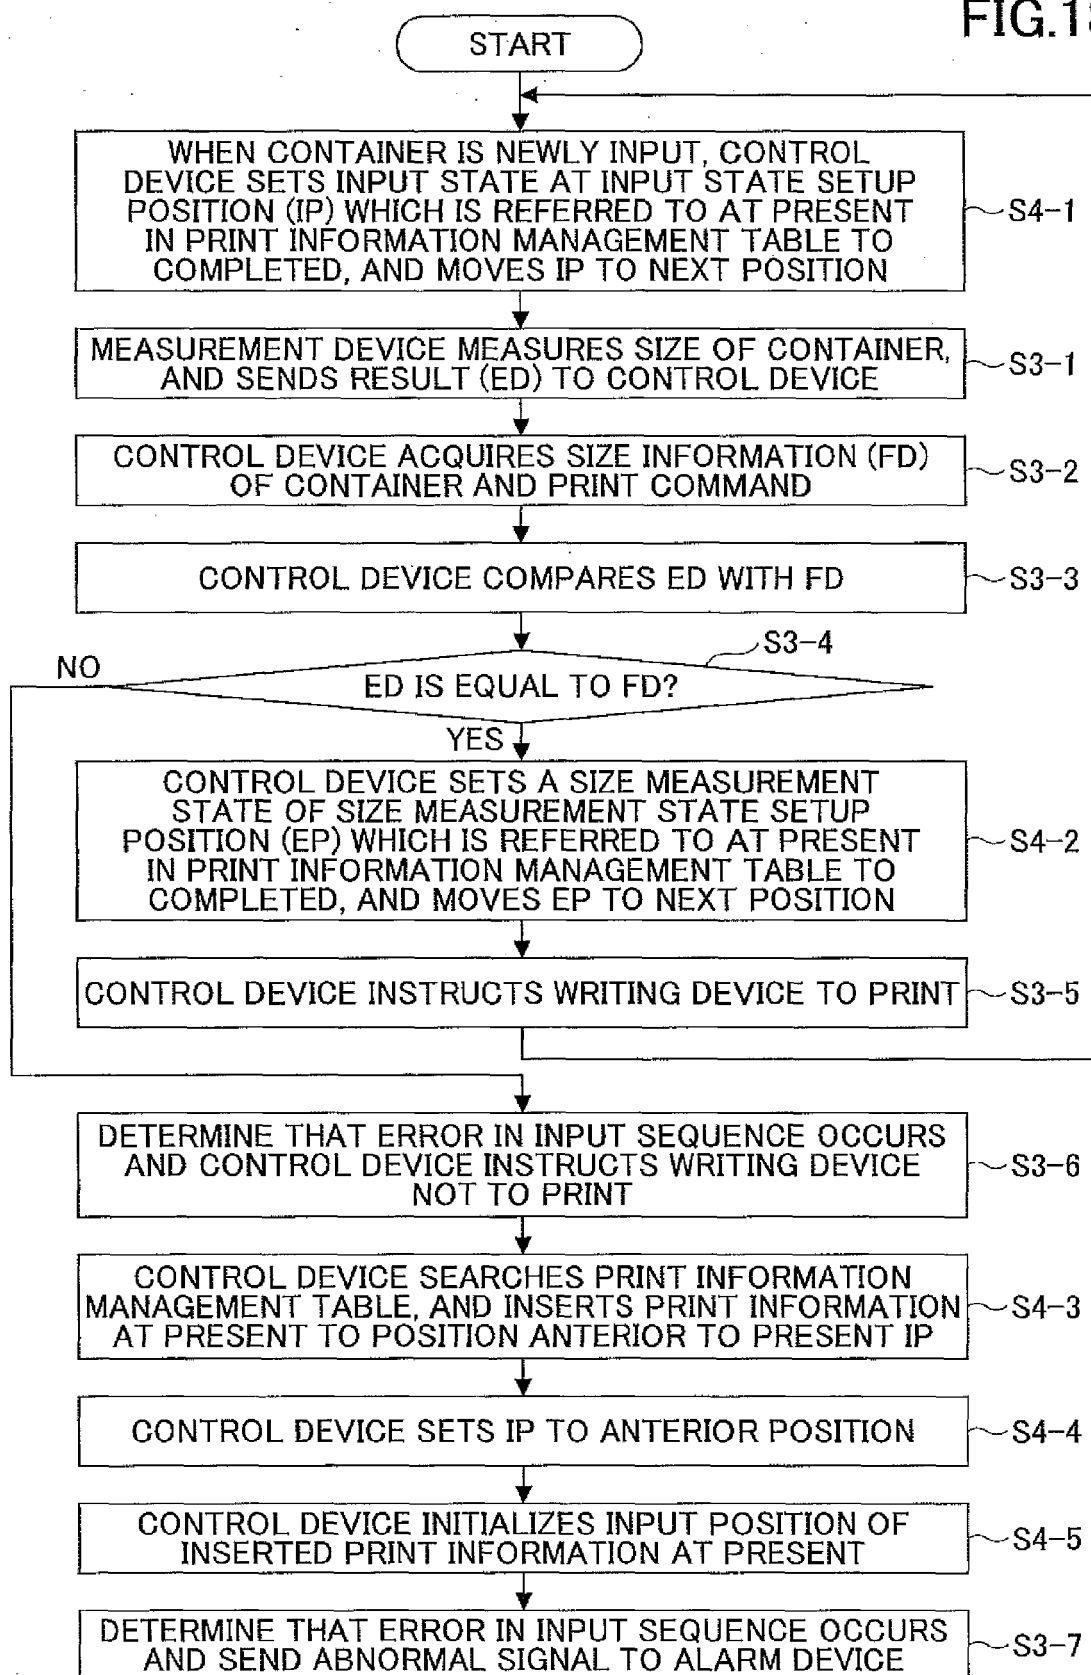 FIG.18
START
WHEN CONTAINER IS NEWLY INPUT, CONTROL
DEVICE SETS INPUT STATE AT INPUT STATE SETUP
POSITION (IP) WHICH IS REFERRED TO AT PRESENT
IN PRINT INFORMATION MANAGEMENT TABLE TO
COMPLETED, AND MOVES IP TO NEXT POSITION
S4-1
MEASUREMENT DEVICE MEASURES SIZE OF CONTAINER,
AND SENDS RESULT (ED) TO CONTROL DEVICE
S3-1
CONTROL DEVICE ACQUIRES SIZE INFORMATION (FD)
OF CONTAINER AND PRINT COMMAND
S3-2
CONTROL DEVICE COMPARES ED WITH FD
S3-3
S3-4
NO
ED IS EQUAL TO FD?
YES
CONTROL DEVICE SETS A SIZE MEASUREMENT
STATE OF SIZE MEASUREMENT STATE SETUP
POSITION (EP) WHICH IS REFERRED TO AT PRESENT
IN PRINT INFORMATION MANAGEMENT TABLE TO
COMPLETED, AND MOVES EP TO NEXT POSITION
S4-2
CONTROL DEVICE INSTRUCTS WRITING DEVICE TO PRINT
S3-5
DETERMINE THAT ERROR IN INPUT SEQUENCE OCCURS
AND CONTROL DEVICE INSTRUCTS WRITING DEVICE
NOT TO PRINT
S3-6
CONTROL DEVICE SEARCHES PRINT INFORMATION
MANAGEMENT TABLE, AND INSERTS PRINT INFORMATION
AT PRESENT TO POSITION ANTERIOR TO PRESENT IP
S4-3
CONTROL DEVICE SETS IP TO ANTERIOR POSITION
S4-4
CONTROL DEVICE INITIALIZES INPUT POSITION OF
INSERTED PRINT INFORMATION AT PRESENT
S4-5
DETERMINE THAT ERROR IN INPUT SEQUENCE OCCURS
AND SEND ABNORMAL SIGNAL TO ALARM DEVICE
S3-7